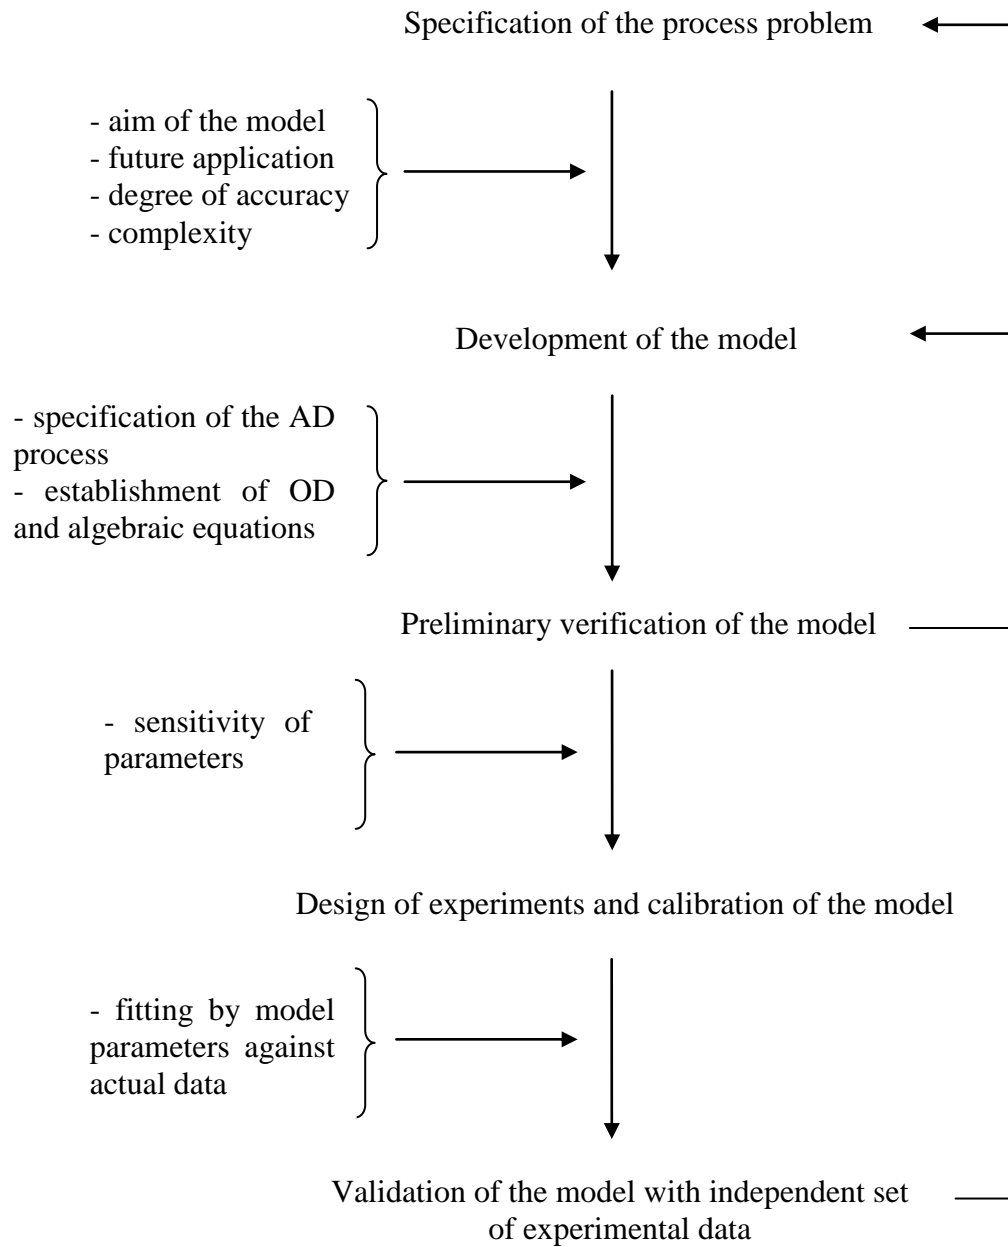 Specification of the process problem
- aim of the model
- future application
- degree of accuracy
- complexity
Development of the model
- specification of the AD
process
- establishment of OD
and algebraic equations
Preliminary verification of the model
- sensitivity of
parameters
Design of experiments and calibration of the model
- fitting by model
parameters against
actual data
Validation of the model with independent set
of experimental data